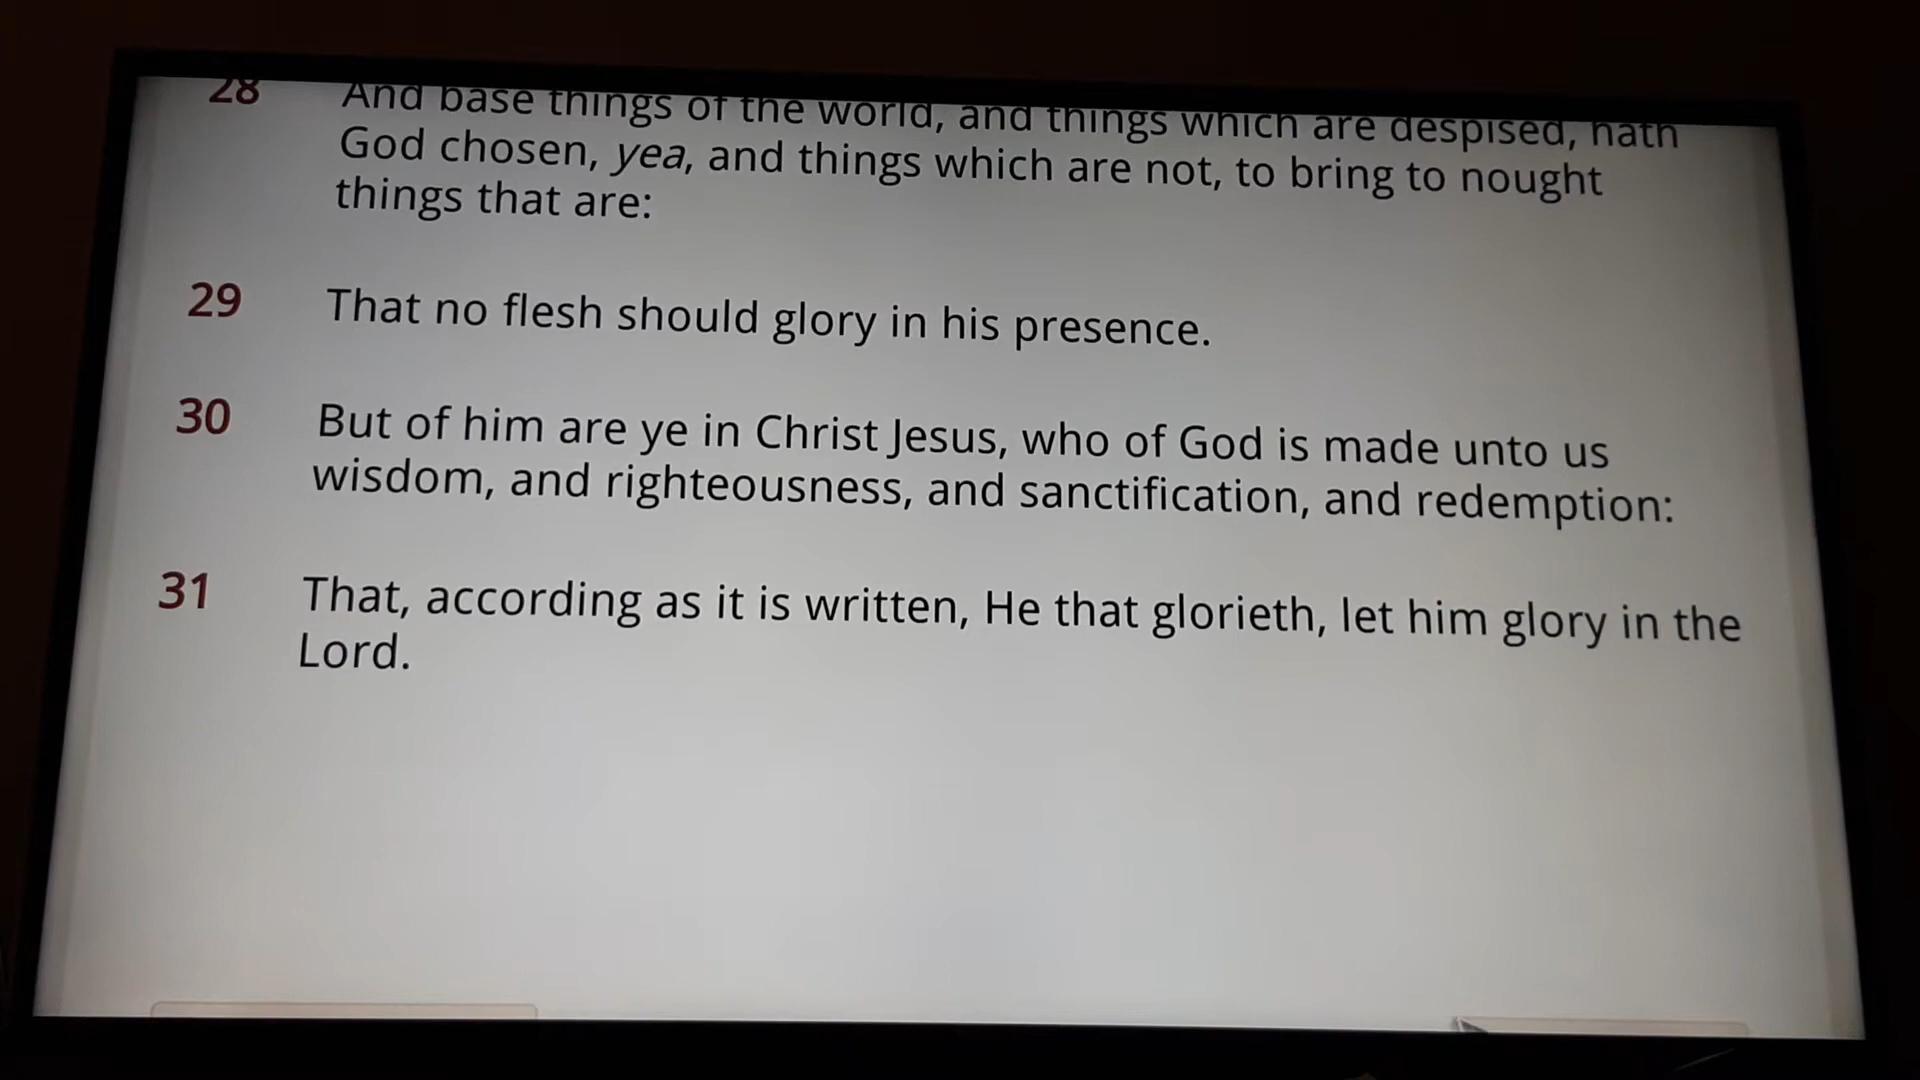 28 And base things of the world, and things which are despised, hath
God chosen, yea, and things which are not, to bring to nought
things that are:
29 That no flesh should glory in his presence.
30 But of him are ye in Christ Jesus, who of God is made unto us
wisdom, and righteousness, and sanctification, and redemption:
31 That, according as it is written, He that glorieth, let him glory in the
Lord.